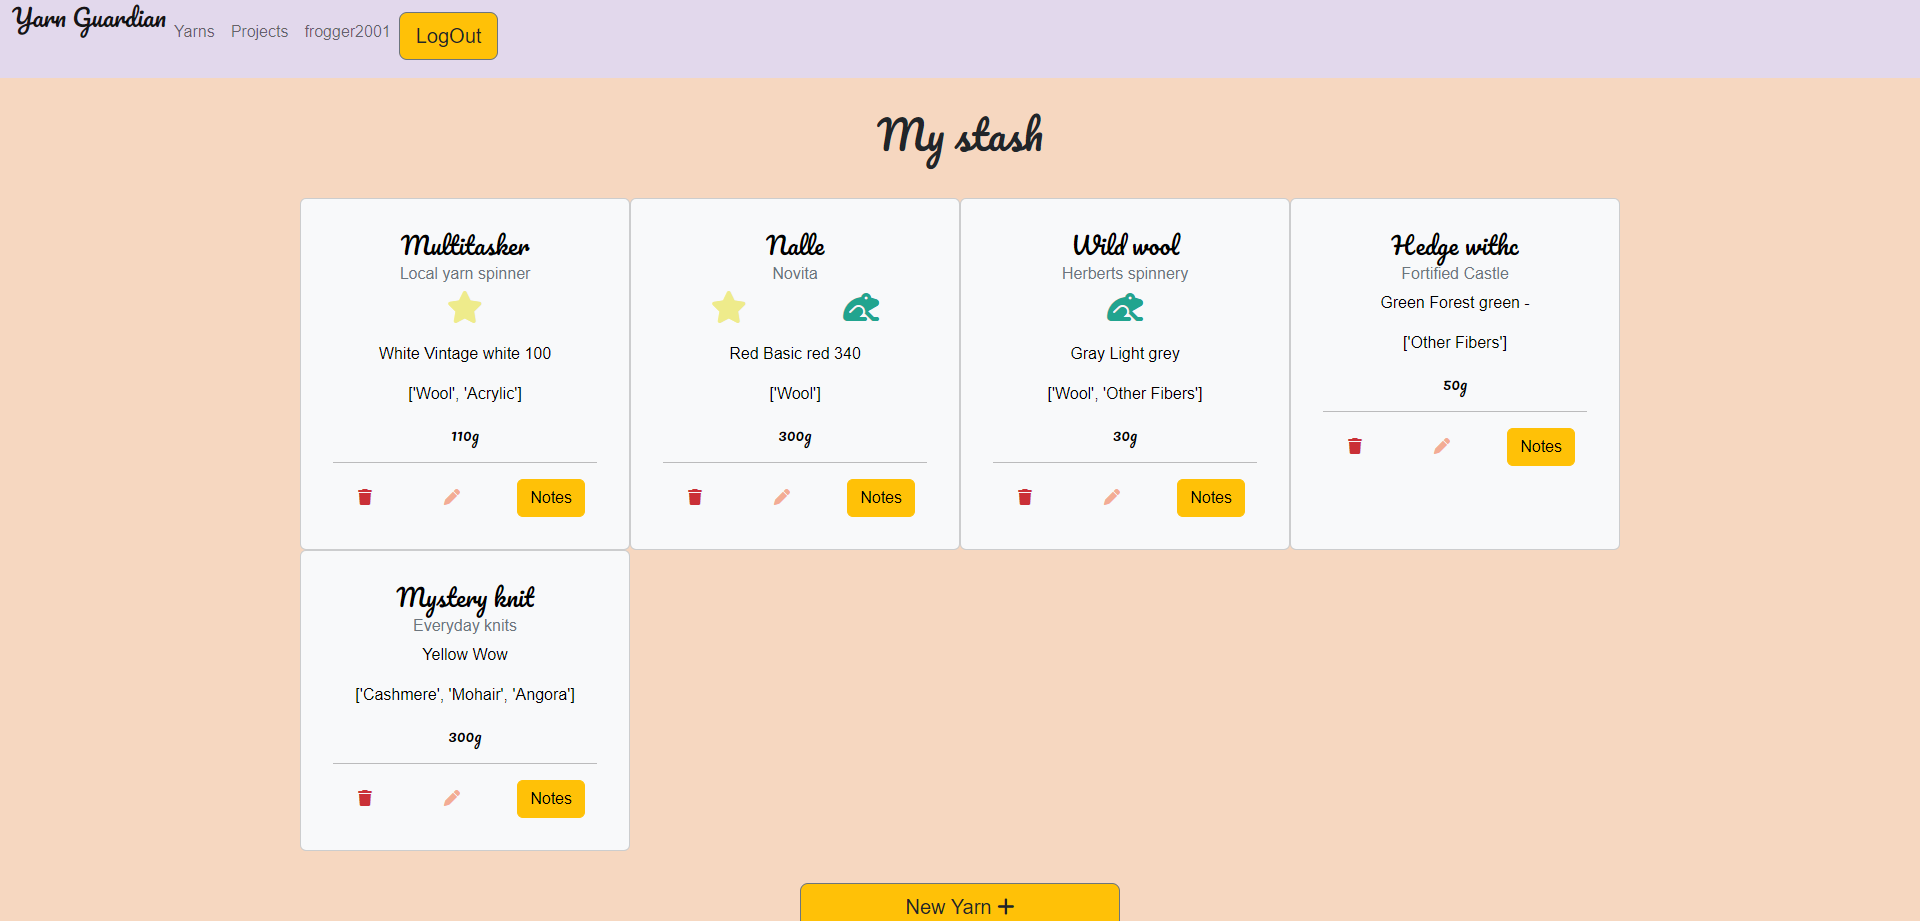 Yarn Guardian Yarns Projects frogger2001 LogOut
My stash
Multitasker
Local yarn spinner
White Vintage white 100
['Wool', 'Acrylic']
110g
Notes
Nalle
Novita
Red Basic red 340
['Wool']
300g
Notes
Wild wool
Herberts spinnery
Gray Light grey
['Wool', 'Other Fibers']
30g
Notes
Hedge withc
Fortified Castle
Green Forest green -
['Other Fibers']
50g
Notes
Mystery knit
Everyday knits
Yellow Wow
['Cashmere', 'Mohair', 'Angora']
300g
Notes
New Yarn +